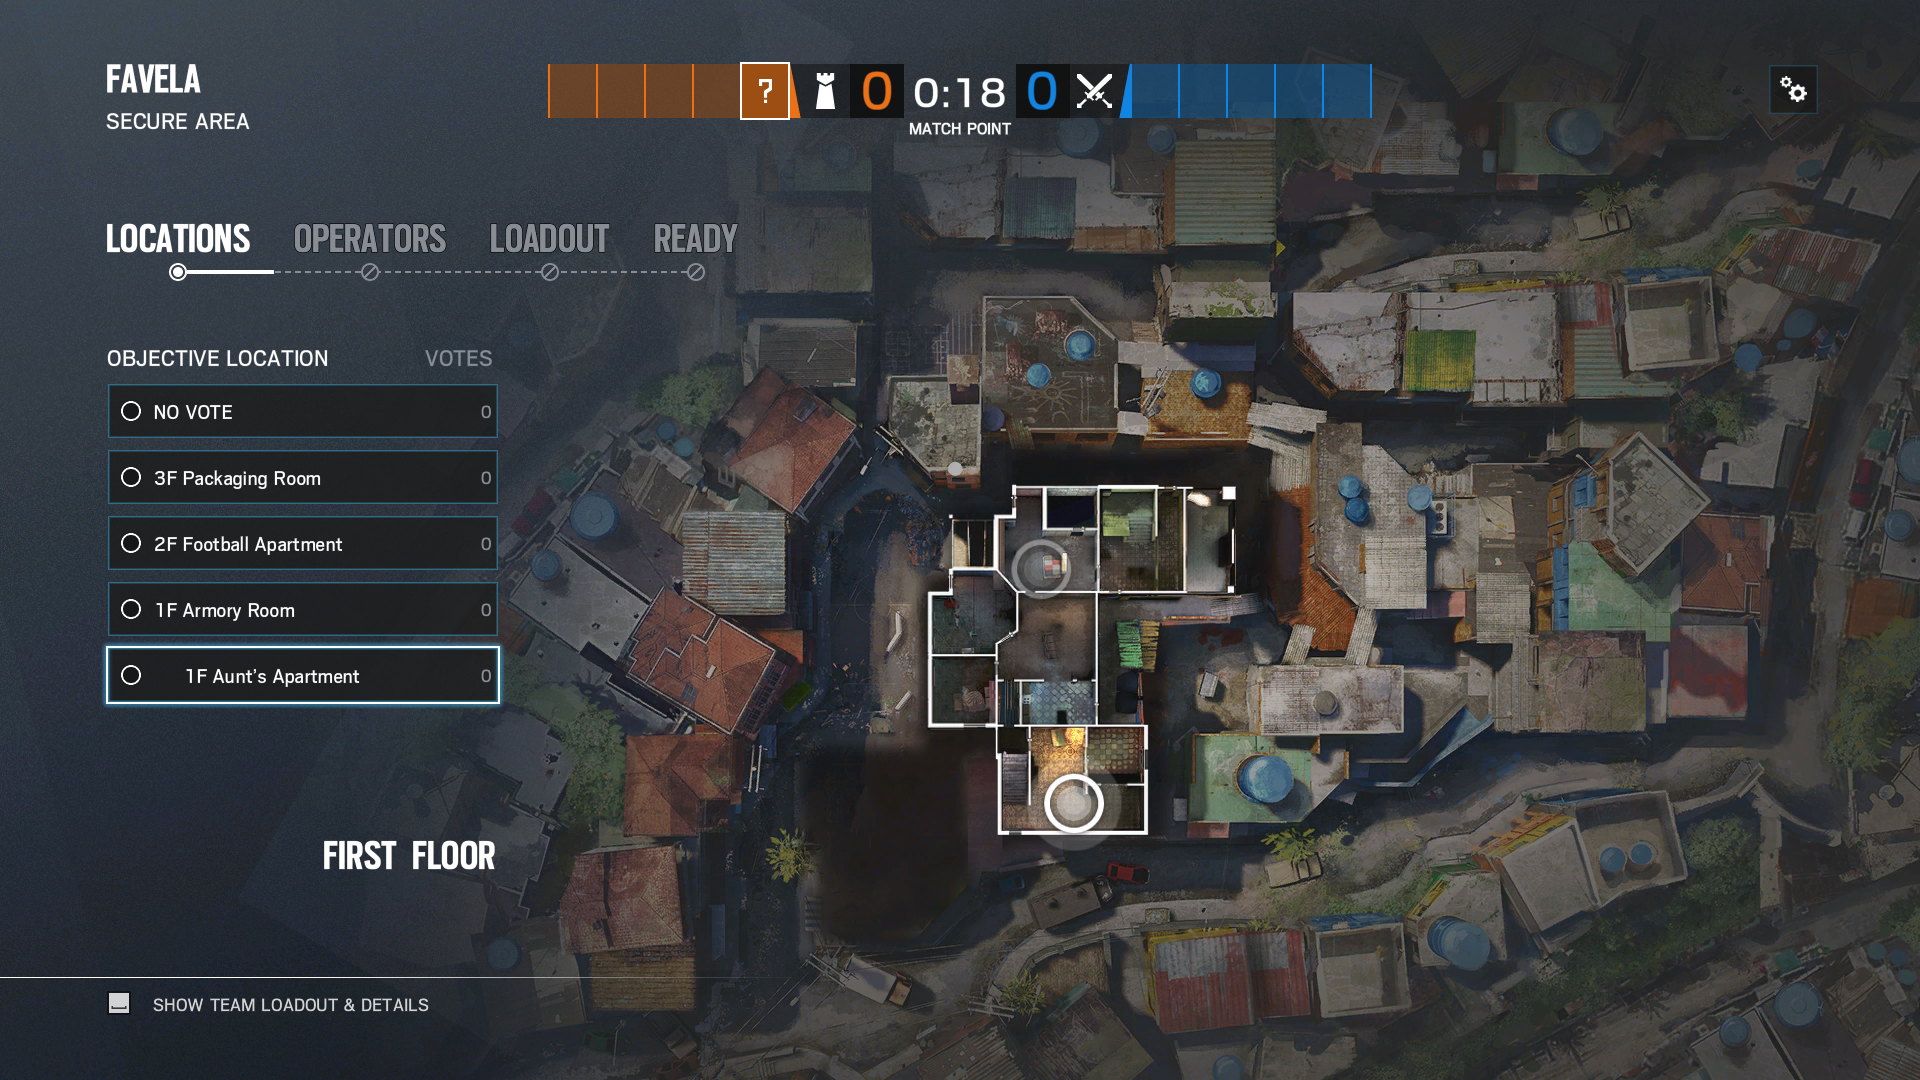 FAVELA
SECURE AREA
?
0
0:18
0
MATCH POINT
LOCATIONS
OPERATORS
LOADOUT
READY
OBJECTIVE LOCATION
VOTES
NO VOTE
0
3F Packaging Room
0
2F Football Apartment
0
1F Armory Room
0
1F Aunt's Apartment
0
FIRST FLOOR
SHOW TEAM LOADOUT & DETAILS